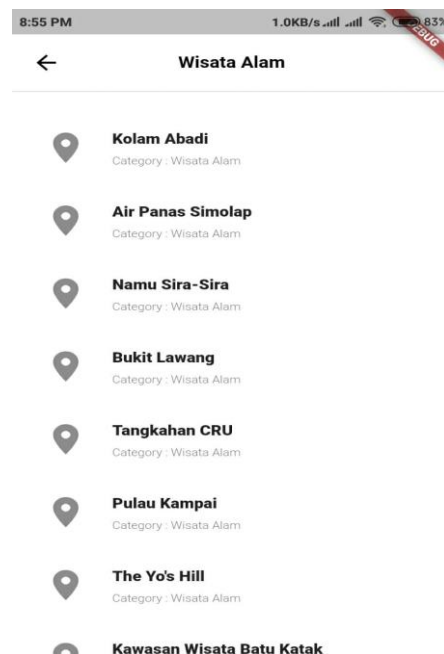 8:55 PM 1.0KB/s 83%
Wisata Alam
Kolam Abadi
Category : Wisata Alam
Air Panas Simolap
Category : Wisata Alam
Namu Sira-Sira
Category : Wisata Alam
Bukit Lawang
Category : Wisata Alam
Tangkahan CRU
Category : Wisata Alam
Pulau Kampai
Category : Wisata Alam
The Yo's Hill
Category : Wisata Alam
Kawasan Wisata Batu Katak